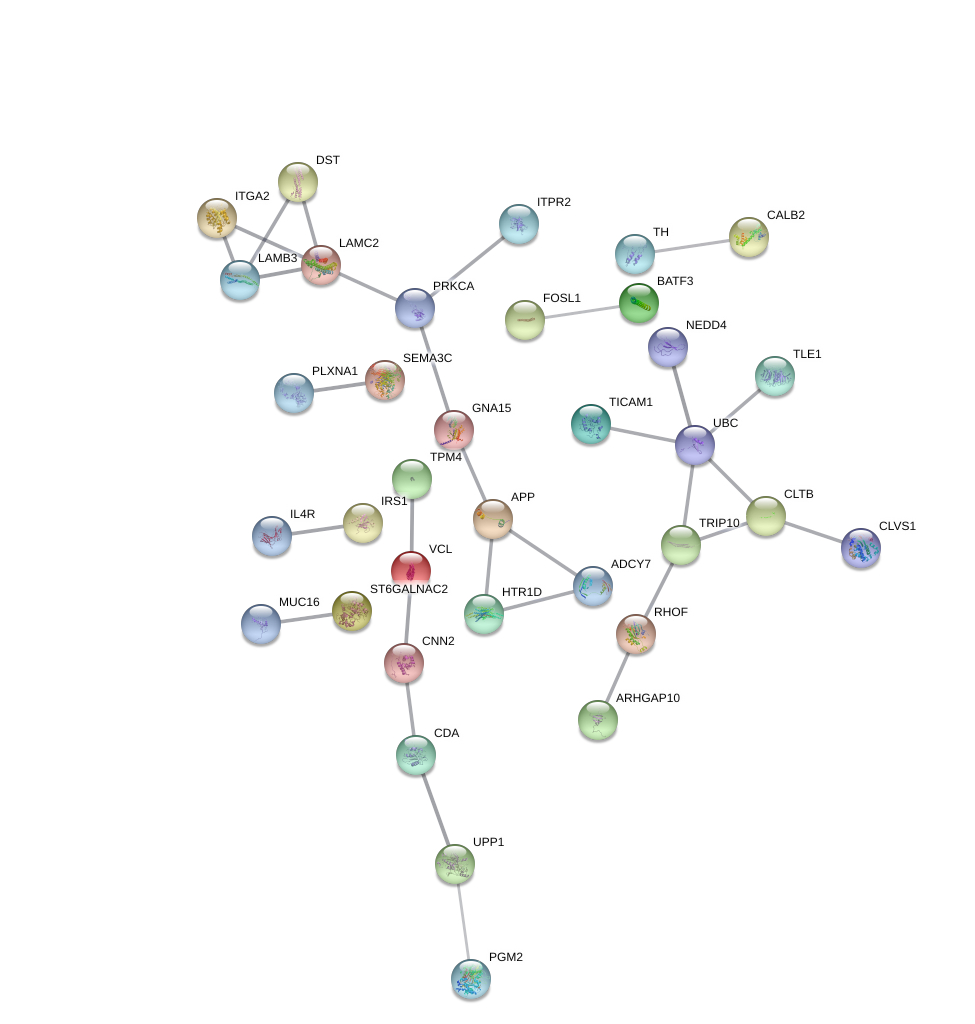 DST
ITGA2
ITPR2
CALB2
TH
LAMC2
LAMB3
BATF3
PRKCA
FOSL1
NEDD4
TLE1
SEMA3C
PLXNA1
TICAM1
GNA15
UBC
TPM4
CLTB
APP
IRS1
IL4R
TRIP10
CLVS1
VCL
ADCY7
ST6GALNAC2
HTR1D
MUC16
RHOF
CNN2
ARHGAP10
CDA
UPP1
PGM2